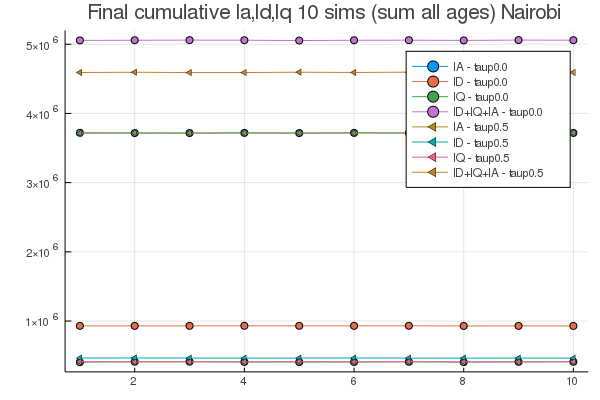 Final cumulative Ia,Id,Iq 10 sims (sum all ages) Nairobi
5×10 6
4×10 6
3×10 6
2×10 6
1×10 6
IA - taup0.0
ID - taup0.0
IQ - taup0.0
ID+IQ+IA - taup0.0
IA - taup0.5
ID - taup0.5
IQ - taup0.5
ID+IQ+IA - taup0.5
2 4 6 8 10